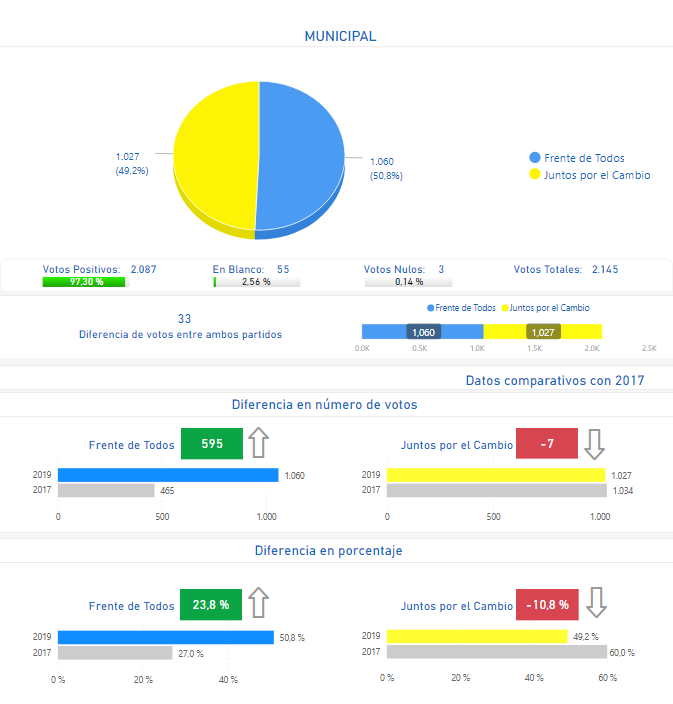 MUNICIPAL
1.027
(49,2%)
1.060
(50,8%)
Frente de Todos
Juntos por el Cambio
Votos Positivos: 2.087
97,30 %
En Blanco: 55
2,56 %
Votos Nulos: 3
0,14 %
Votos Totales: 2.145
33
Diferencia de votos entre ambos partidos
Frente de Todos Juntos por el Cambio
1,060 1,027
0.0K 0.5K 1.0K 1.5K 2.0K 2.5K
Datos comparativos con 2017
Diferencia en número de votos
Frente de Todos 595
2019 1.060
2017 465
0 500 1.000
Juntos por el Cambio -7
2019 1.027
2017 1.034
0 500 1.000
Diferencia en porcentaje
Frente de Todos 23,8 %
2019 50,8 %
2017 27,0 %
0 % 20 % 40 %
Juntos por el Cambio -10,8 %
2019 49,2 %
2017 60,0 %
0 % 20 % 40 % 60 %